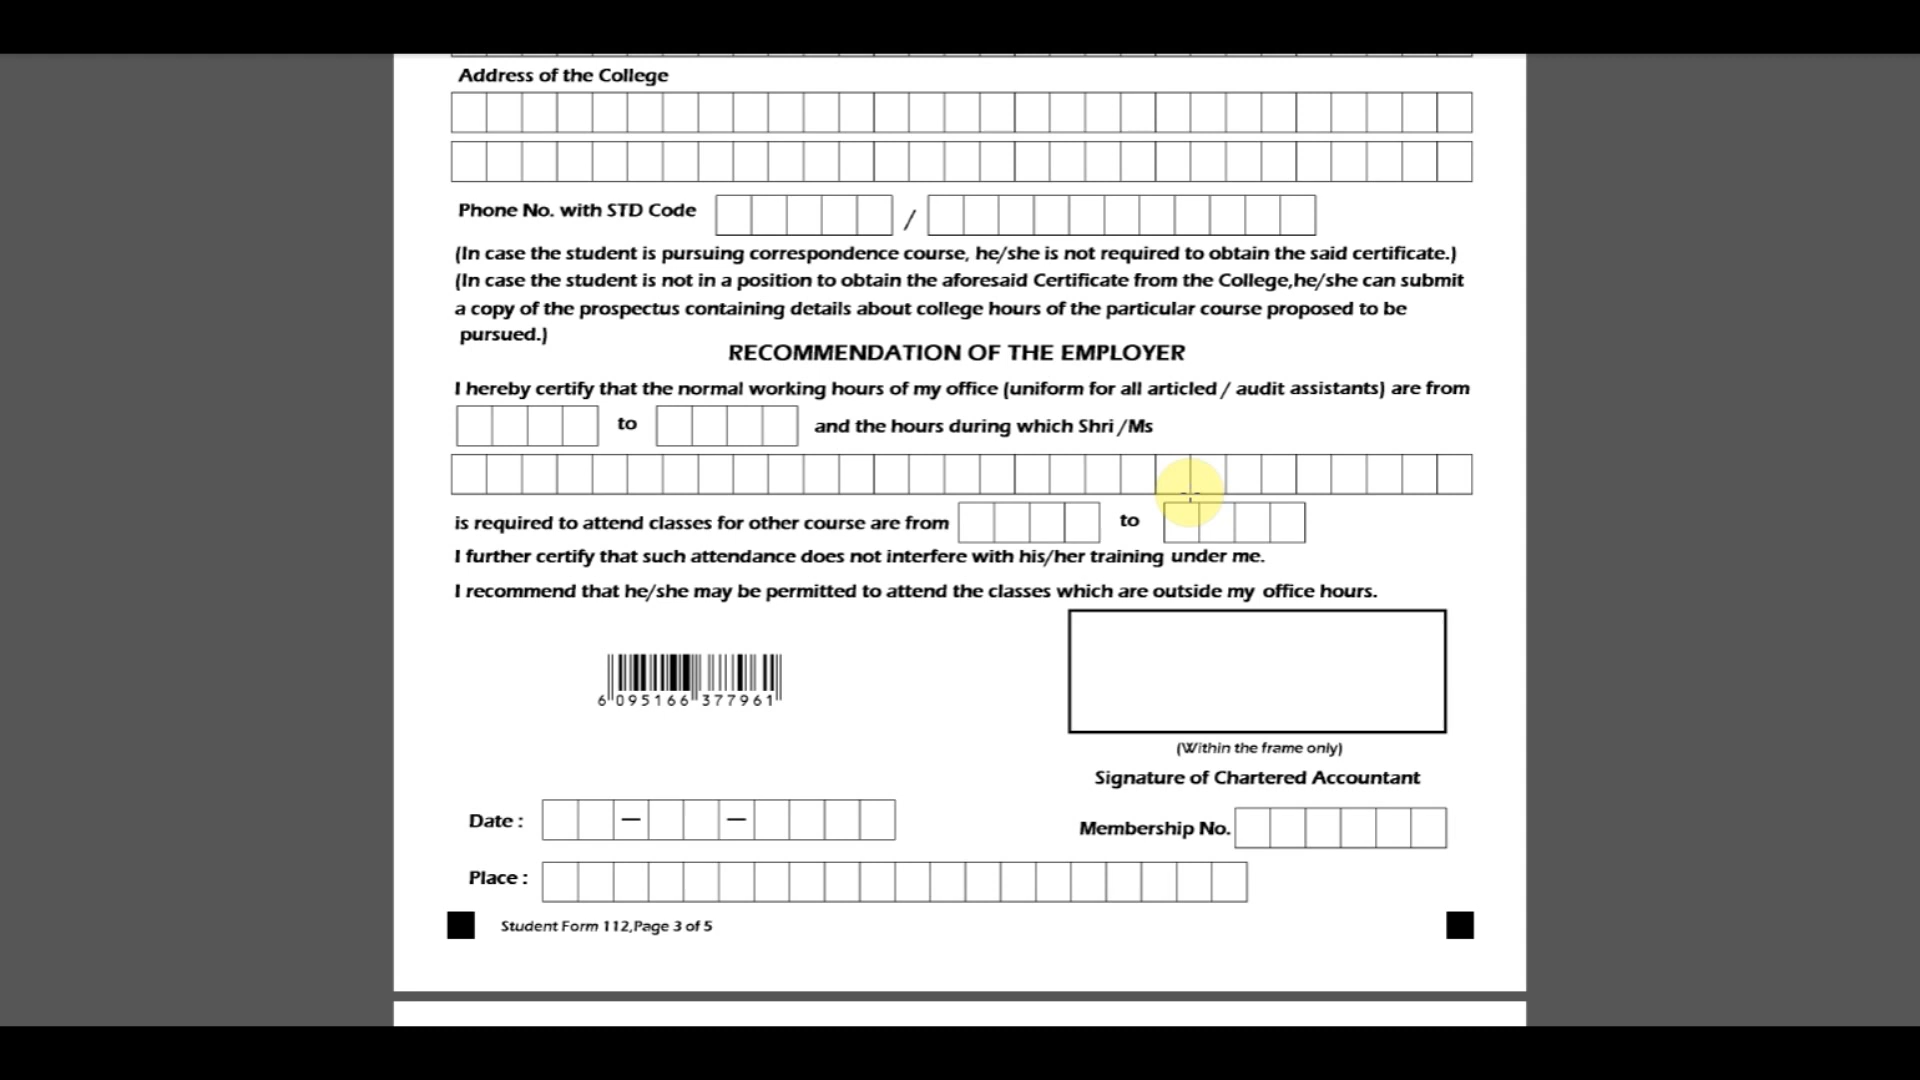 Address of the College
Phone No. with STD Code /
(In case the student is pursuing correspondence course, he/she is not required to obtain the said certificate.)
(In case the student is not in a position to obtain the aforesaid Certificate from the College,he/she can submit
a copy of the prospectus containing details about college hours of the particular course proposed to be
pursued.)
RECOMMENDATION OF THE EMPLOYER
I hereby certify that the normal working hours of my office (uniform for all articled / audit assistants) are from
to and the hours during which Shri /Ms
is required to attend classes for other course are from to
I further certify that such attendance does not interfere with his/her training under me.
I recommend that he/she may be permitted to attend the classes which are outside my office hours.
6 095166 377961
(Within the frame only)
Signature of Chartered Accountant
Date : — —
Membership No.
Place :
Student Form 112,Page 3 of 5